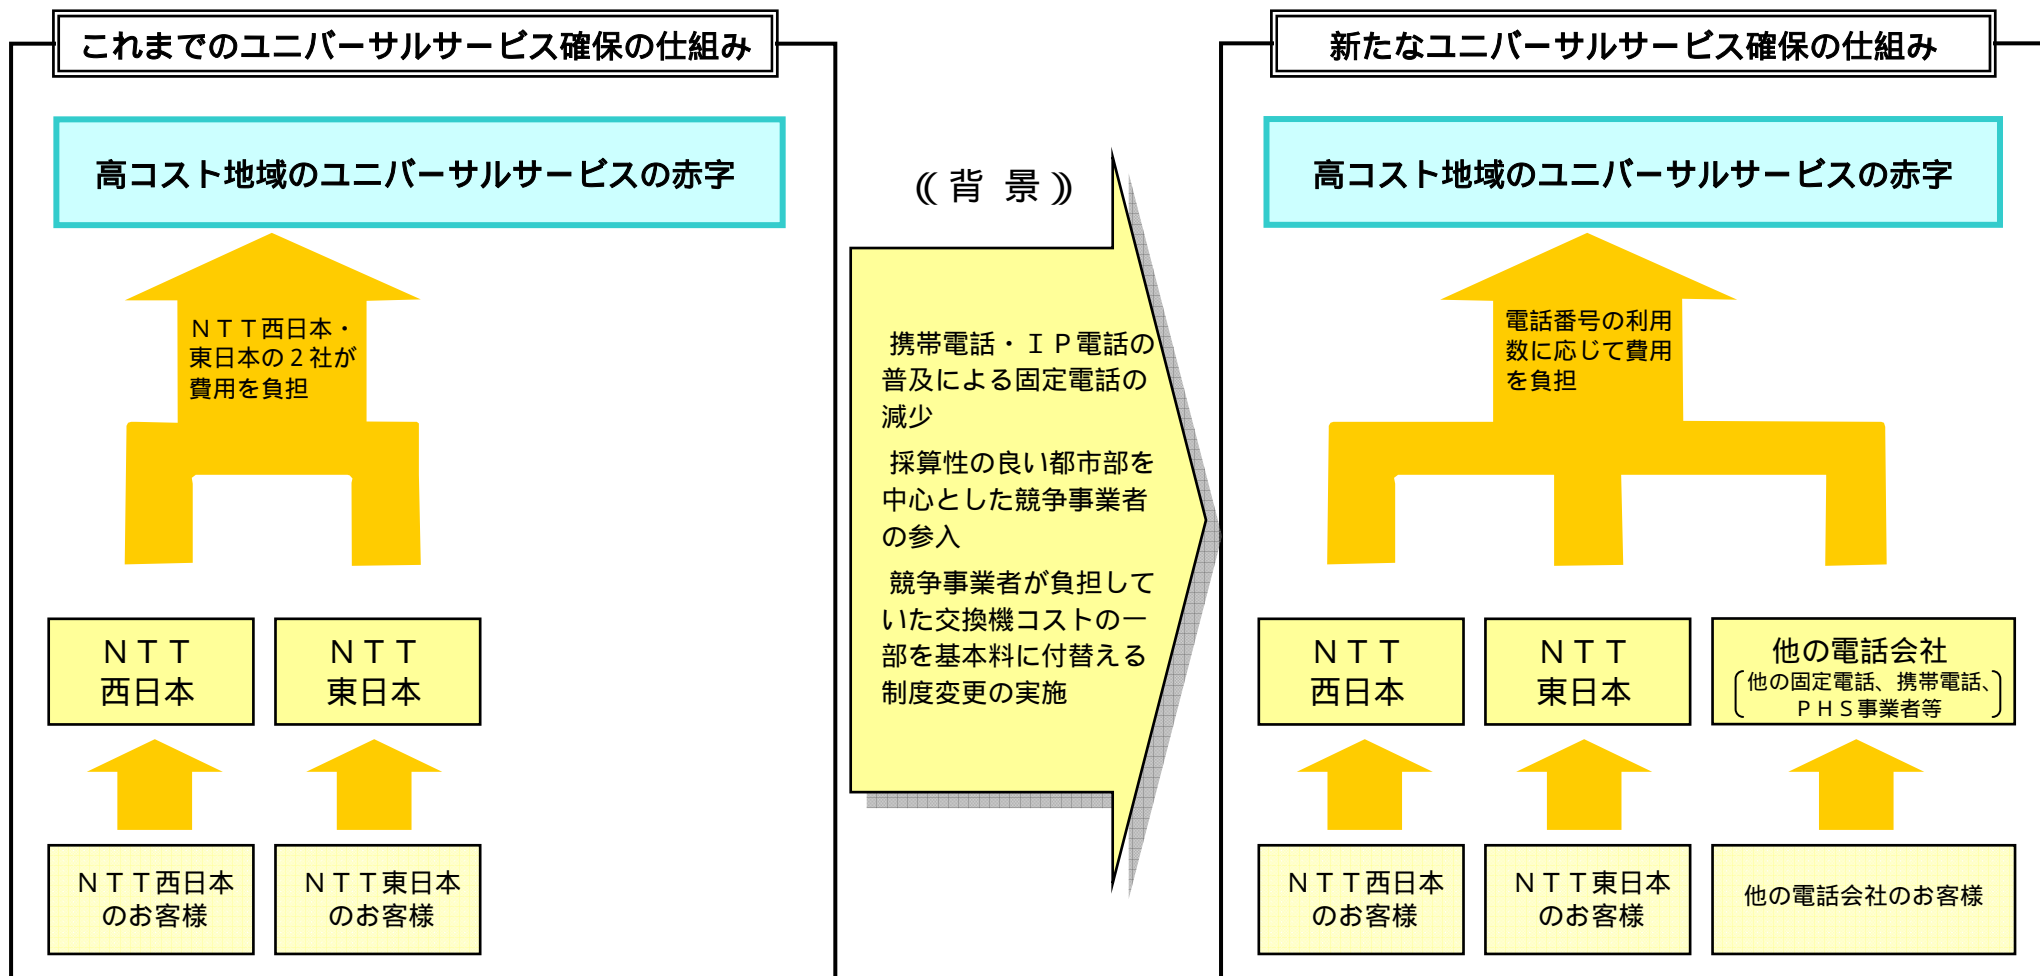 これまでのユニバーサルサービス確保の仕組み
高コスト地域のユニバーサルサービスの赤字
ＮＴＴ西日本・
東日本の２社が
費用を負担
ＮＴＴ
西日本
ＮＴＴ
東日本
ＮＴＴ西日本
のお客様
ＮＴＴ東日本
のお客様
《 背 景 》
携帯電話・ＩＰ電話の
普及による固定電話の
減少
採算性の良い都市部を
中心とした競争事業者
の参入
競争事業者が負担して
いた交換機コストの一
部を基本料に付替える
制度変更の実施
新たなユニバーサルサービス確保の仕組み
高コスト地域のユニバーサルサービスの赤字
電話番号の利用
数に応じて費用
を負担
ＮＴＴ
西日本
ＮＴＴ
東日本
他の電話会社
他の固定電話、携帯電話、
ＰＨＳ事業者等
ＮＴＴ西日本
のお客様
ＮＴＴ東日本
のお客様
他の電話会社のお客様